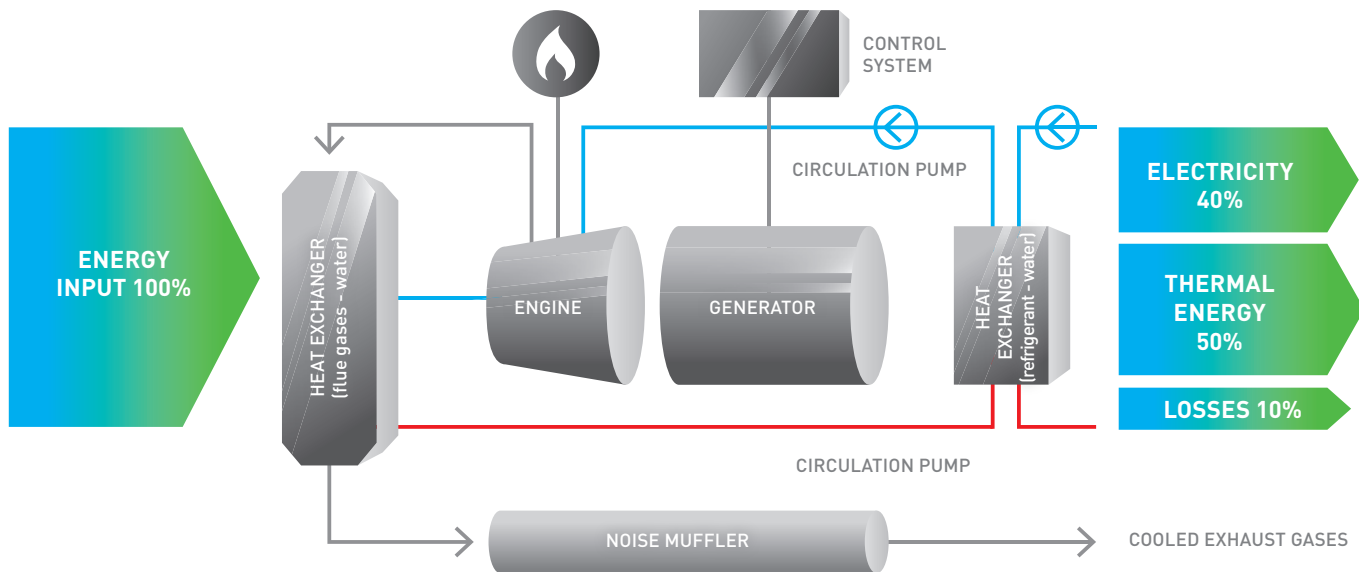 CONTROL
SYSTEM
CIRCULATION PUMP
ENERGY
INPUT 100%
HEAT EXCHANGER
(flue gases - water)
ENGINE
GENERATOR
HEAT
EXCHANGER
(refrigerant - water)
ELECTRICITY
40%
THERMAL
ENERGY
50%
LOSSES 10%
CIRCULATION PUMP
NOISE MUFFLER
COOLED EXHAUST GASES